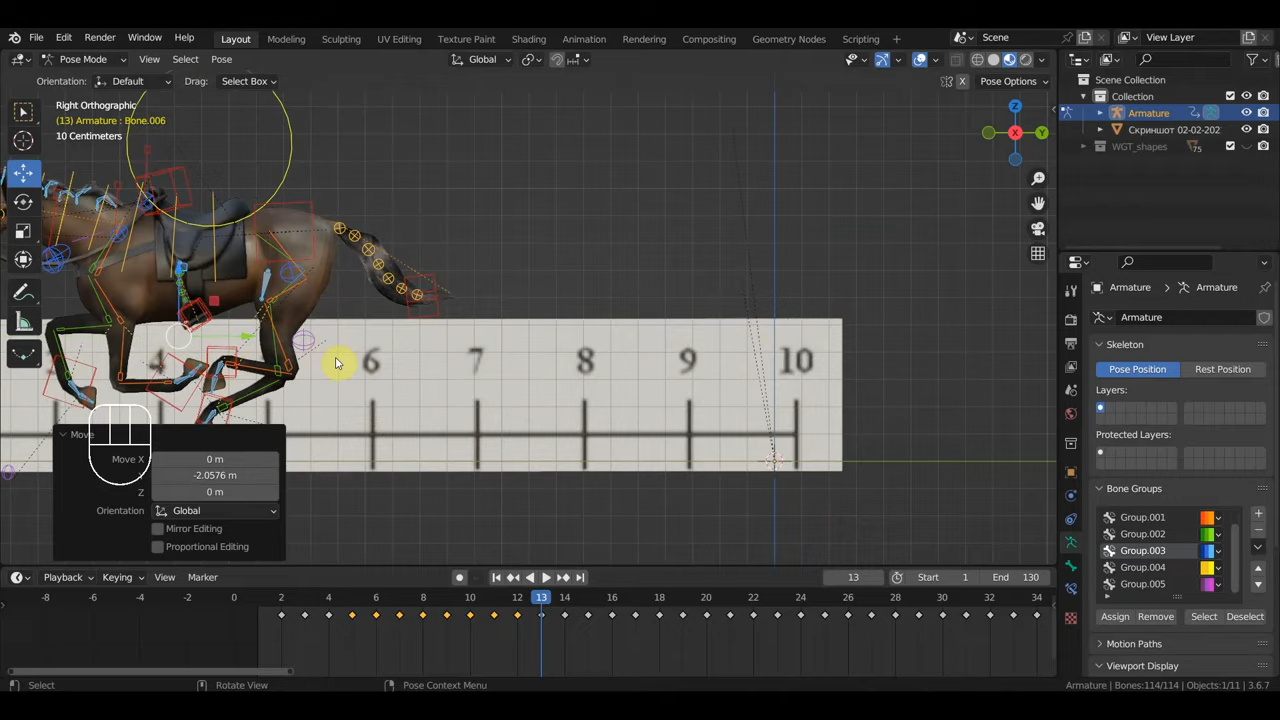 File Edit Render Window Help Layout Modeling Sculpting UV Editing Texture Paint Shading Animation Rendering Compositing Geometry Nodes Scripting + Scene View Layer
Pose Mode View Select Pose Global
Orientation: Default Drag: Select Box X Pose Options
Right Orthographic
(13) Armature : Bone.006
10 Centimeters
Z
X
Y
Scene Collection
Collection
Armature
Скриншот 02-02-202
WGT_shapes 75
Armature > Armature
Armature
Skeleton
Pose Position Rest Position
Layers:
Protected Layers:
Bone Groups
Group.001
Group.002
Group.003
Group.004
Group.005
Assign Remove Select Deselect
Motion Paths
Viewport Display
4 6 7 8 9 10
Move
Move X 0 m
-2.0576 m
Z 0 m
Orientation Global
Mirror Editing
Proportional Editing
Playback Keying View Marker 13 Start 1 End 130
-8 -6 -4 -2 0 2 4 6 8 10 13 14 16 18 20 22 24 26 28 30 32 34
Select Rotate View Pose Context Menu Armature | Bones:114/114 | Objects:1/11 | 3.6.7